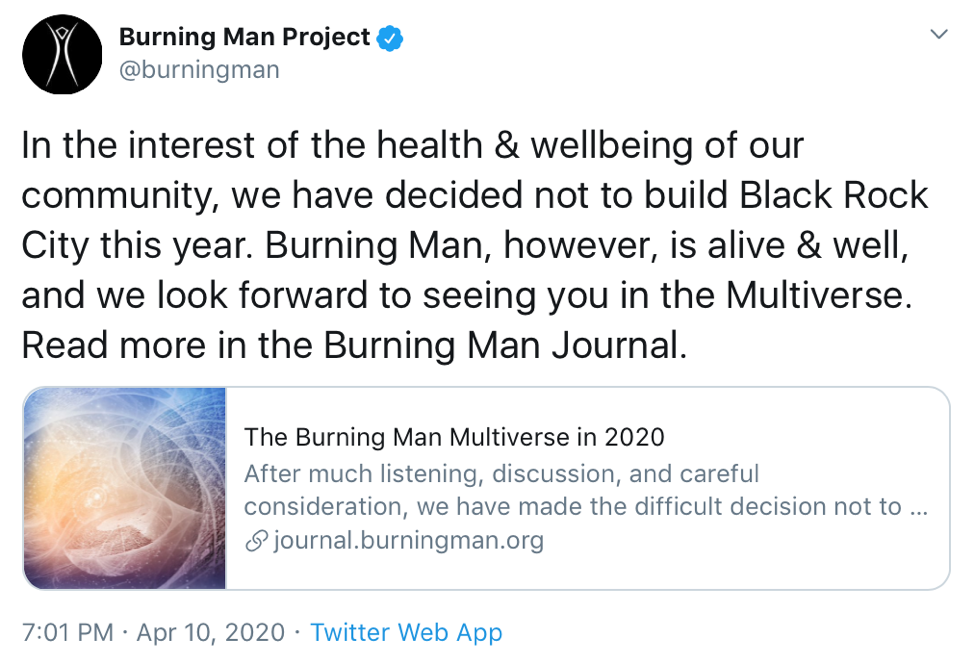 Burning Man Project
@burningman
In the interest of the health & wellbeing of our
community, we have decided not to build Black Rock
City this year. Burning Man, however, is alive & well,
and we look forward to seeing you in the Multiverse.
Read more in the Burning Man Journal.
The Burning Man Multiverse in 2020
After much listening, discussion, and careful
consideration, we have made the difficult decision not to ...
journal.burningman.org
7:01 PM · Apr 10, 2020 · Twitter Web App